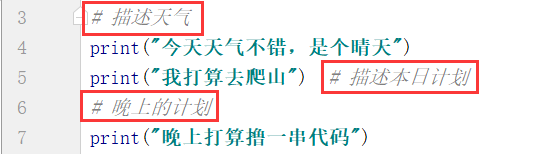 3 # 描述天气
4 print("今天天气不错，是个晴天")
5 print("我打算去爬山") # 描述本日计划
6 # 晚上的计划
7 print("晚上打算撸一串代码")